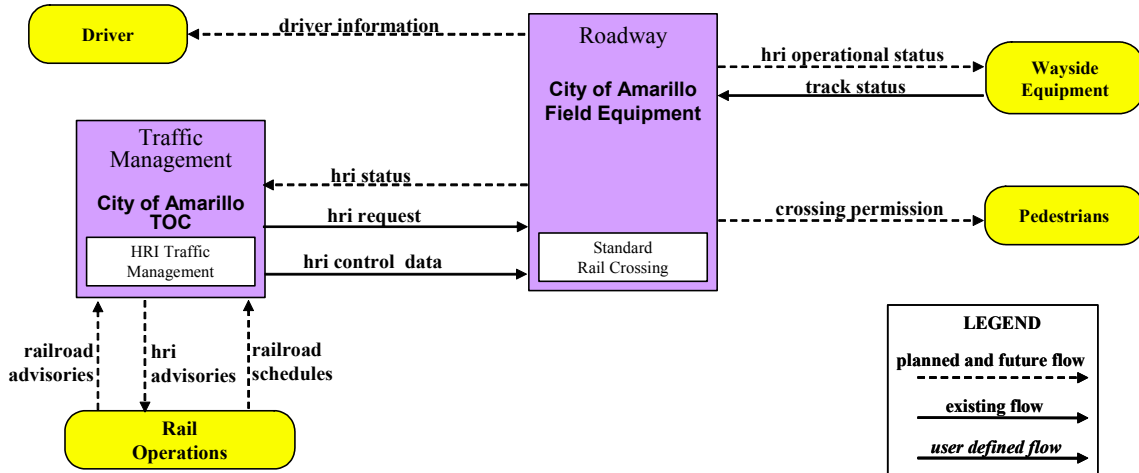 Driver
driver information
Roadway
City of Amarillo
Field Equipment
hri operational status
track status
Wayside
Equipment
Traffic
Management
City of Amarillo
TOC
HRI Traffic
Management
hri status
hri request
hri control data
Standard
Rail Crossing
crossing permission
Pedestrians
railroad
advisories
hri
advisories
railroad
schedules
Rail
Operations
LEGEND
planned and future flow
existing flow
user defined flow